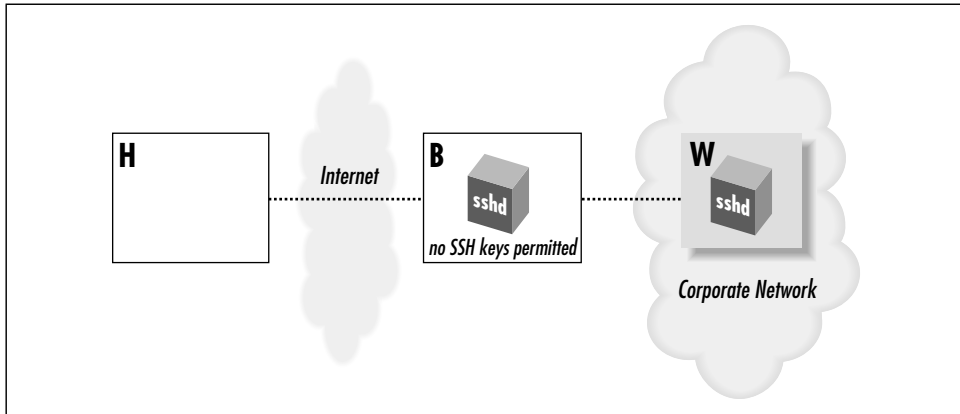 H
Internet
B
sshd
no SSH keys permitted
W
sshd
Corporate Network